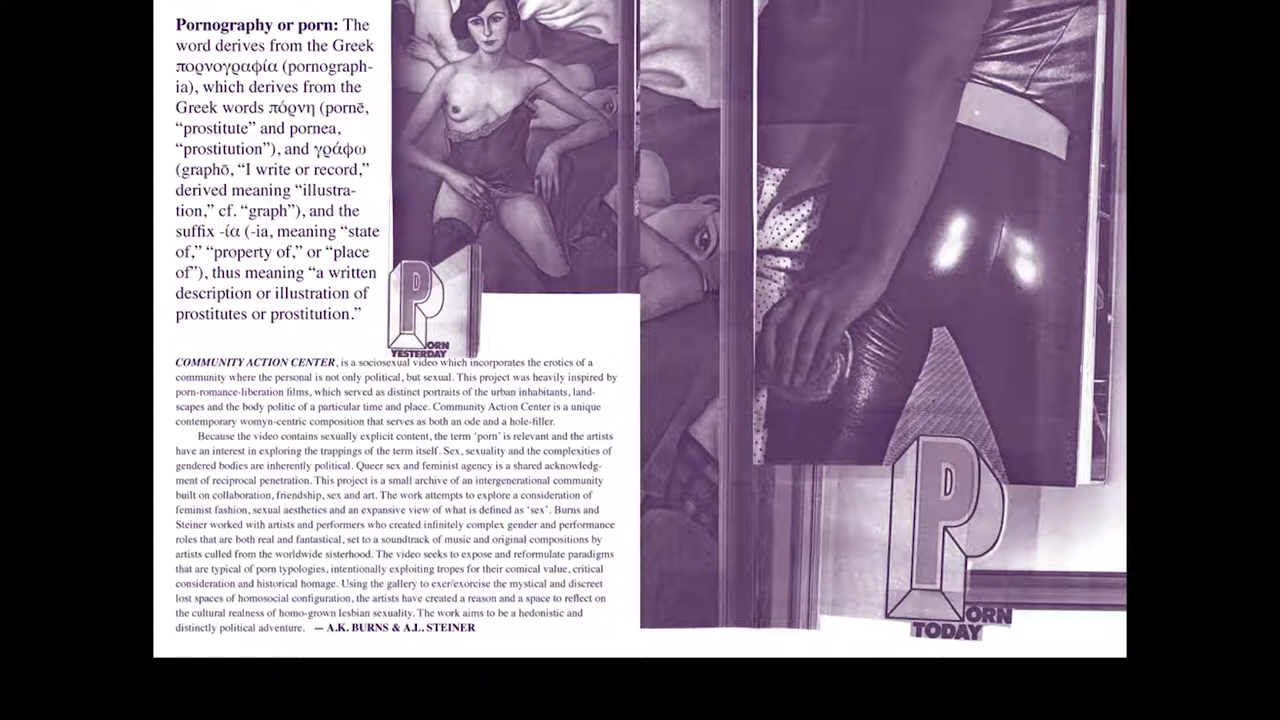 Pornography or porn: The
word derives from the Greek
πορνογραφία (pornograph-
ia), which derives from the
Greek words πόρνη (pornē,
“prostitute” and pornea,
“prostitution”), and γράφω
(graphō, “I write or record,”
derived meaning “illustra-
tion,” cf. “graph”), and the
suffix -ία (-ia, meaning “state
of,” “property of,” or “place
of”), thus meaning “a written
description or illustration of
prostitutes or prostitution.”
PORN
YESTERDAY
COMMUNITY ACTION CENTER, is a sociosexual video which incorporates the erotics of a
community where the personal is not only political, but sexual. This project was heavily inspired by
porn-romance-liberation films, which served as distinct portraits of the urban inhabitants, land-
scapes and the body politic of a particular time and place. Community Action Center is a unique
contemporary womyn-centric composition that serves as both an ode and a hole-filler.
Because the video contains sexually explicit content, the term ‘porn’ is relevant and the artists
have an interest in exploring the trappings of the term itself. Sex, sexuality and the complexities of
gendered bodies are inherently political. Queer sex and feminist agency is a shared acknowledg-
ment of reciprocal penetration. This project is a small archive of an intergenerational community
built on collaboration, friendship, sex and art. The work attempts to explore a consideration of
feminist fashion, sexual aesthetics and an expansive view of what is defined as ‘sex’. Burns and
Steiner worked with artists and performers who created infinitely complex gender and performance
roles that are both real and fantastical, set to a soundtrack of music and original compositions by
artists culled from the worldwide sisterhood. The video seeks to expose and reformulate paradigms
that are typical of porn typologies, intentionally exploiting tropes for their comical value, critical
consideration and historical homage. Using the gallery to exer/exorcise the mystical and discreet
lost spaces of homosocial configuration, the artists have created a reason and a space to reflect on
the cultural realness of homo-grown lesbian sexuality. The work aims to be a hedonistic and
distinctly political adventure. — A.K. BURNS & A.L. STEINER
PORN
TODAY